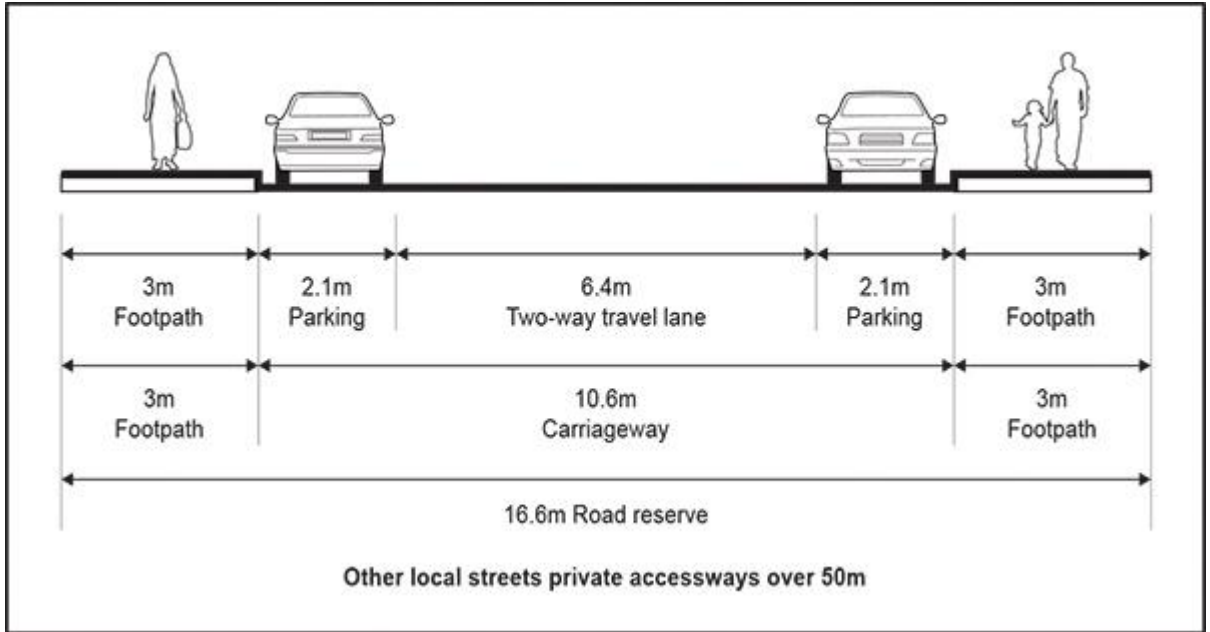 3m
Footpath
2.1m
Parking
6.4m
Two-way travel lane
2.1m
Parking
3m
Footpath
3m
Footpath
10.6m
Carriageway
3m
Footpath
16.6m Road reserve
Other local streets private accessways over 50m